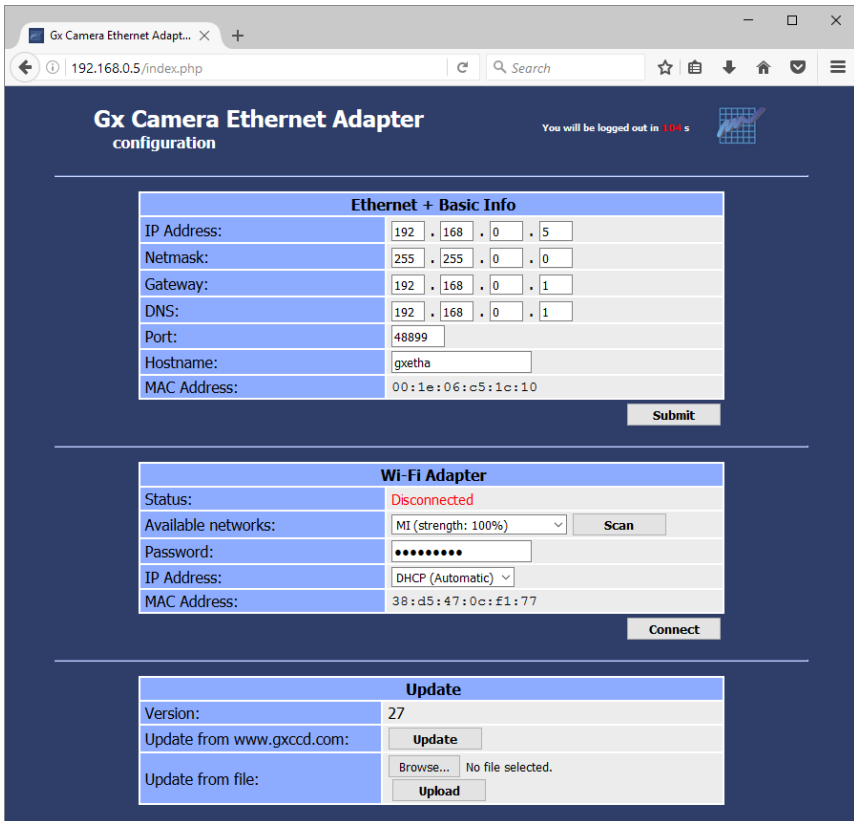 Gx Camera Ethernet Adapt...
192.168.0.5/index.php
Search
Gx Camera Ethernet Adapter
configuration
You will be logged out in 104 s
Ethernet + Basic Info
IP Address: 192 . 168 . 0 . 5
Netmask: 255 . 255 . 0 . 0
Gateway: 192 . 168 . 0 . 1
DNS: 192 . 168 . 0 . 1
Port: 48899
Hostname: gxetha
MAC Address: 00:1e:06:c5:1c:10
Submit
Wi-Fi Adapter
Status: Disconnected
Available networks: MI (strength: 100%) Scan
Password: •••••••••
IP Address: DHCP (Automatic)
MAC Address: 38:d5:47:0c:f1:77
Connect
Update
Version: 27
Update from www.gxccd.com: Update
Update from file: Browse... No file selected.
Upload